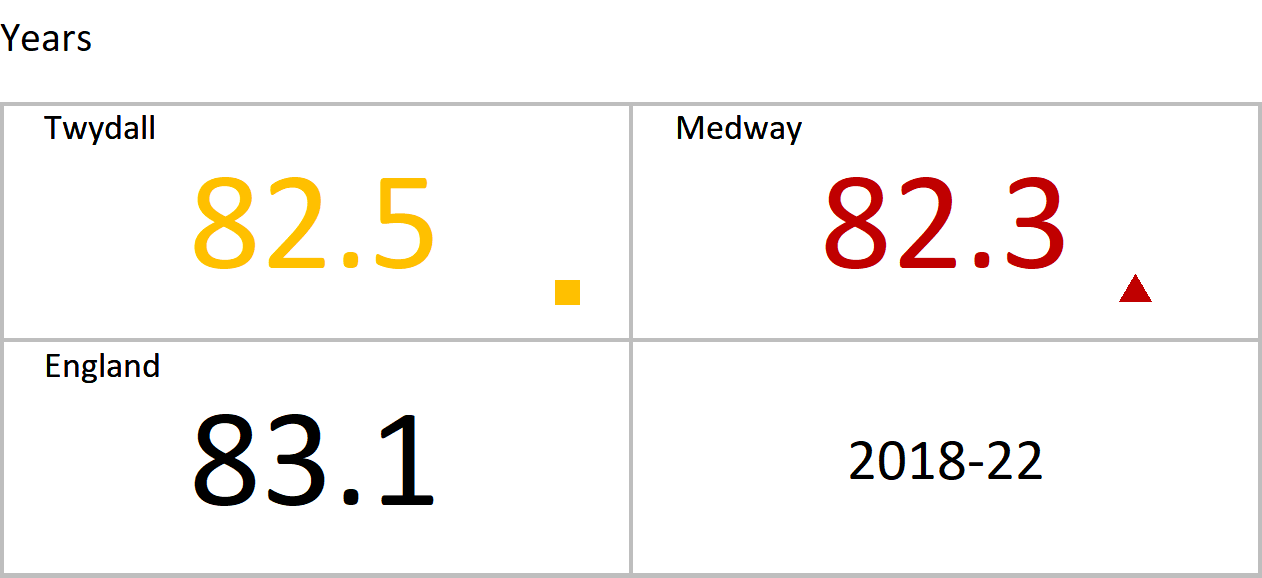 Years
Twydall
82.5
Medway
82.3
England
83.1
2018-22